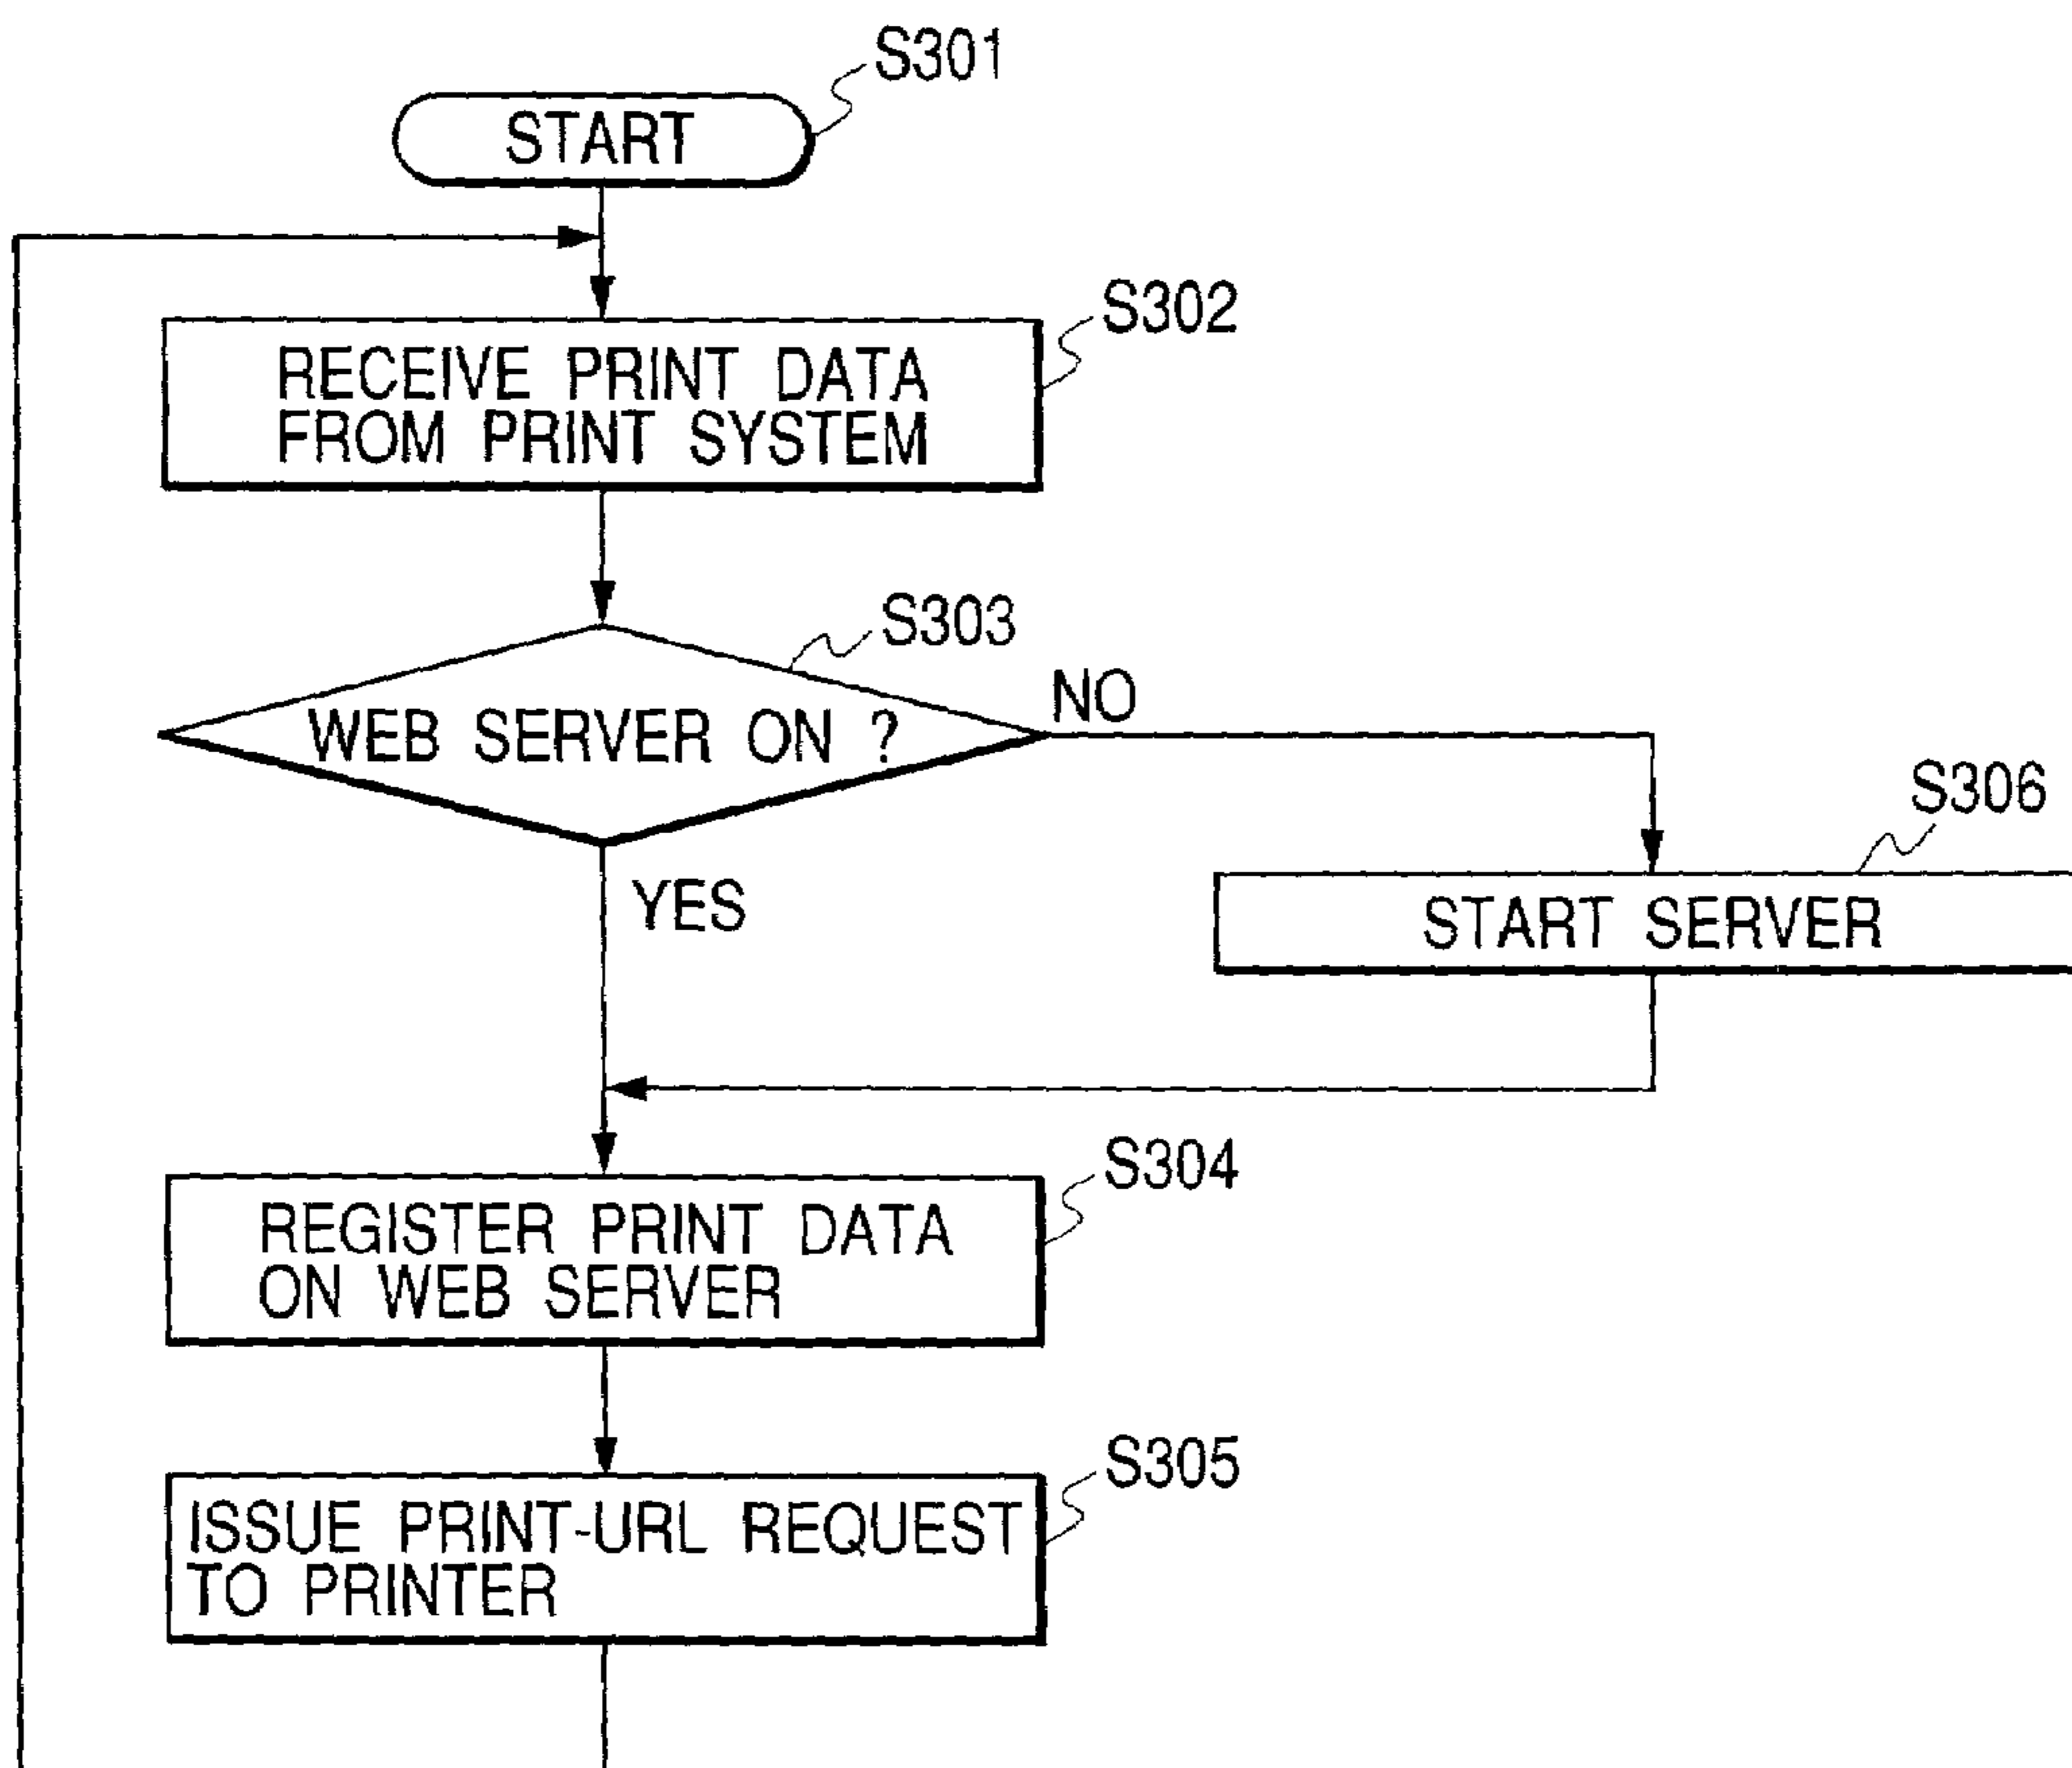 S301
START
S302
RECEIVE PRINT DATA
FROM PRINT SYSTEM
S303
WEB SERVER ON ?
NO
S306
YES
START SERVER
S304
REGISTER PRINT DATA
ON WEB SERVER
S305
ISSUE PRINT-URL REQUEST
TO PRINTER